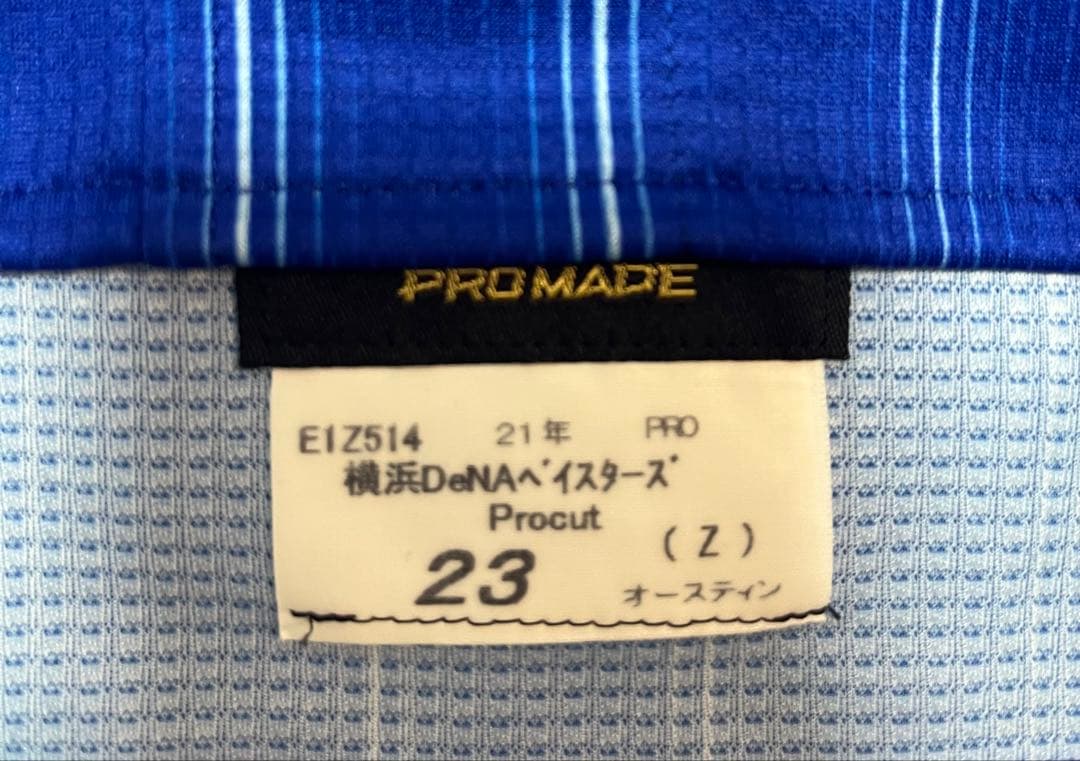 PROMADE
E1Z514 21年 PRO
横浜DeNAベイスターズ
Procut
23 (Z)
オースティン